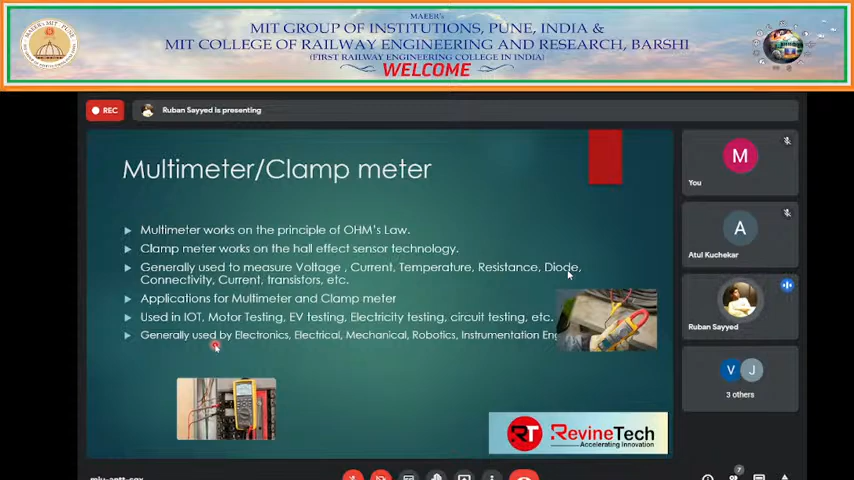 MAEER's
MIT GROUP OF INSTITUTIONS, PUNE, INDIA &
MIT COLLEGE OF RAILWAY ENGINEERING AND RESEARCH, BARSHI
(FIRST RAILWAY ENGINEERING COLLEGE IN INDIA)
WELCOME
REC
Ruban Sayyed is presenting
Multimeter/Clamp meter
Multimeter works on the principle of OHM's Law.
Clamp meter works on the hall effect sensor technology.
Generally used to measure Voltage , Current, Temperature, Resistance, Diode,
Connectivity, Current, transistors, etc.
Applications for Multimeter and Clamp meter
Used in IOT, Motor Testing, EV testing, Electricity testing, circuit testing, etc.
Generally used by Electronics, Electrical, Mechanical, Robotics, Instrumentation Eng
RT RevineTech
Accelerating Innovation
M
You
A
Atul Kuchekar
Ruban Sayyed
V J
3 others
7